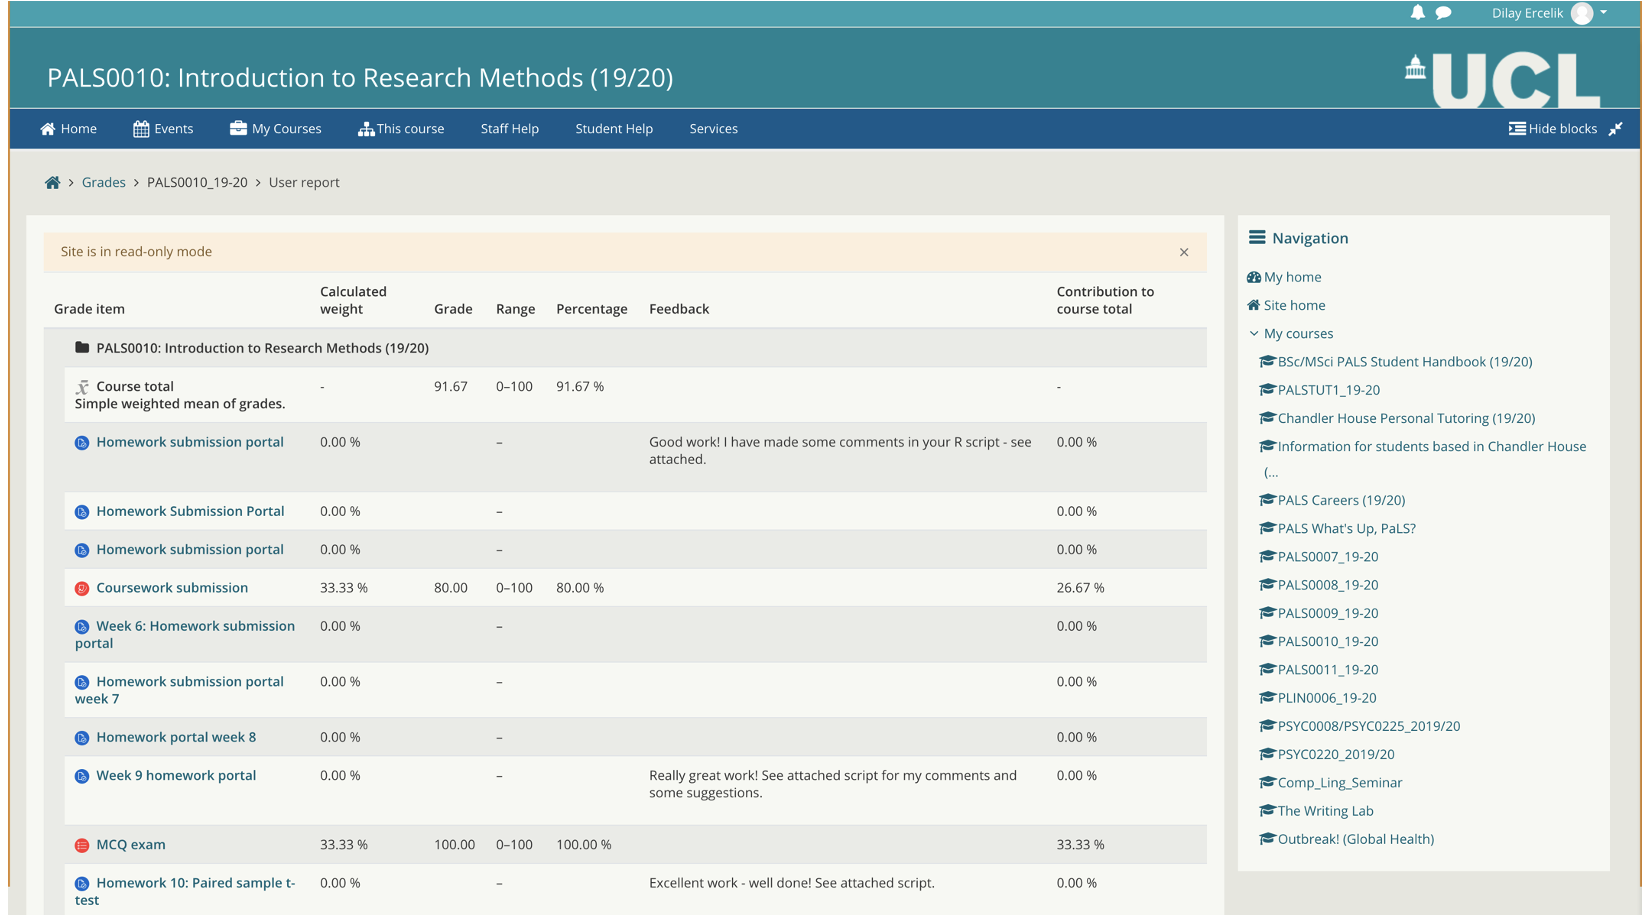 Dilay Ercelik
PALS0010: Introduction to Research Methods (19/20)
UCL
Home Events My Courses This course Staff Help Student Help Services Hide blocks
> Grades > PALS0010_19-20 > User report
Site is in read-only mode ×
Grade item Calculated weight Grade Range Percentage Feedback Contribution to course total
PALS0010: Introduction to Research Methods (19/20)
x̄ Course total - 91.67 0–100 91.67 % -
Simple weighted mean of grades.
Homework submission portal 0.00 % – Good work! I have made some comments in your R script - see 0.00 %
attached.
Homework Submission Portal 0.00 % – 0.00 %
Homework submission portal 0.00 % – 0.00 %
Coursework submission 33.33 % 80.00 0–100 80.00 % 26.67 %
Week 6: Homework submission 0.00 % – 0.00 %
portal
Homework submission portal 0.00 % – 0.00 %
week 7
Homework portal week 8 0.00 % – 0.00 %
Week 9 homework portal 0.00 % – Really great work! See attached script for my comments and 0.00 %
some suggestions.
MCQ exam 33.33 % 100.00 0–100 100.00 % 33.33 %
Homework 10: Paired sample t- 0.00 % – Excellent work - well done! See attached script. 0.00 %
test
Navigation
My home
Site home
My courses
BSc/MSci PALS Student Handbook (19/20)
PALSTUT1_19-20
Chandler House Personal Tutoring (19/20)
Information for students based in Chandler House
(...
PALS Careers (19/20)
PALS What's Up, PaLS?
PALS0007_19-20
PALS0008_19-20
PALS0009_19-20
PALS0010_19-20
PALS0011_19-20
PLIN0006_19-20
PSYC0008/PSYC0225_2019/20
PSYC0220_2019/20
Comp_Ling_Seminar
The Writing Lab
Outbreak! (Global Health)